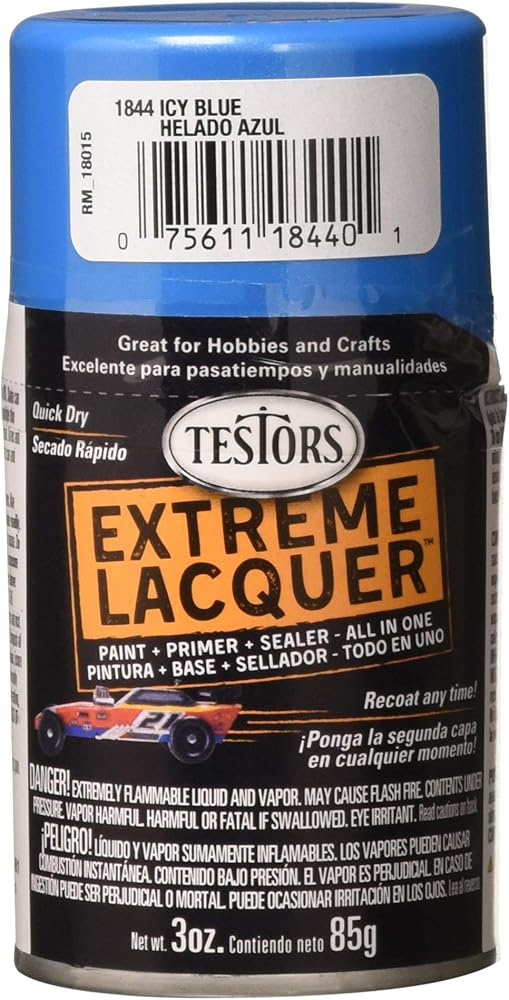 1844 ICY BLUE
HELADO AZUL
RM_18015
0 75611 18440 1
Great for Hobbies and Crafts
Excelente para pasatiempos y manualidades
Quick Dry
Secado Rápido
TESTORS
EXTREME
LACQUER™
PAINT + PRIMER + SEALER - ALL IN ONE
PINTURA + BASE + SELLADOR - TODO EN UNO
Recoat any time!
¡Ponga la segunda capa
en cualquier momento!
21
DANGER! EXTREMELY FLAMMABLE LIQUID AND VAPOR. MAY CAUSE FLASH FIRE. CONTENTS UNDER
PRESSURE. VAPOR HARMFUL. HARMFUL OR FATAL IF SWALLOWED. EYE IRRITANT. Read cautions on back.
¡PELIGRO! LÍQUIDO Y VAPOR SUMAMENTE INFLAMABLES. LOS VAPORES PUEDEN CAUSAR
COMBUSTIÓN INSTANTÁNEA. CONTENIDO BAJO PRESIÓN. EL VAPOR ES PERJUDICIAL. EN CASO DE
INGESTIÓN PUEDE SER PERJUDICIAL O MORTAL. PUEDE OCASIONAR IRRITACIÓN EN LOS OJOS. Lea al reverso
Net wt. 3oz. Contiendo neto 85g